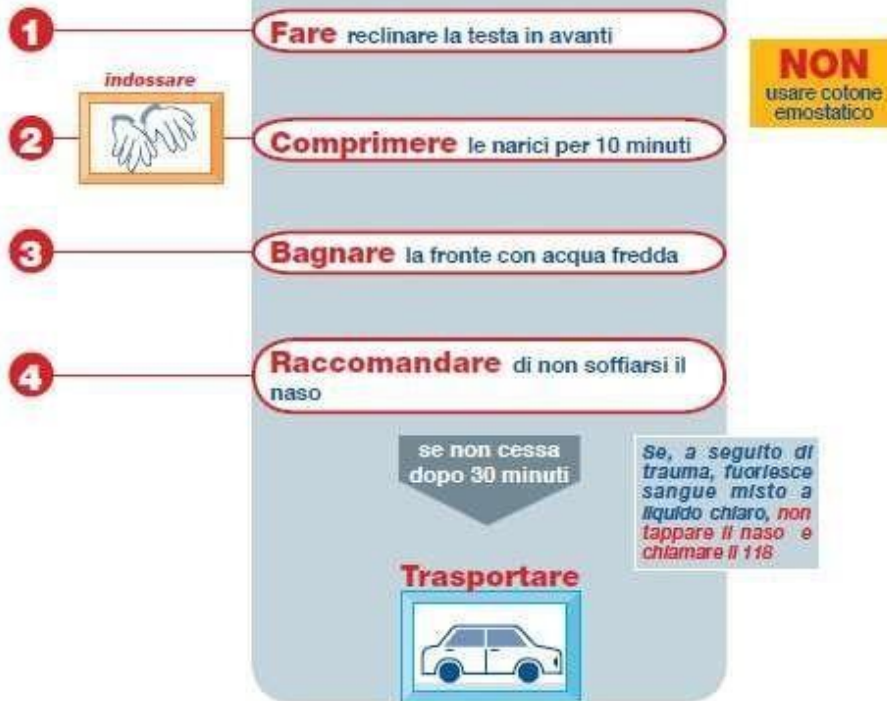 1
Fare reclinare la testa in avanti
NON
usare cotone
emostatico
indossare
2
Comprimere le narici per 10 minuti
3
Bagnare la fronte con acqua fredda
4
Raccomandare di non soffiarsi il
naso
se non cessa
dopo 30 minuti
Se, a seguito di
trauma, fuoriesce
sangue misto a
liquido chiaro, non
tappare il naso e
chiamare il 118
Trasportare